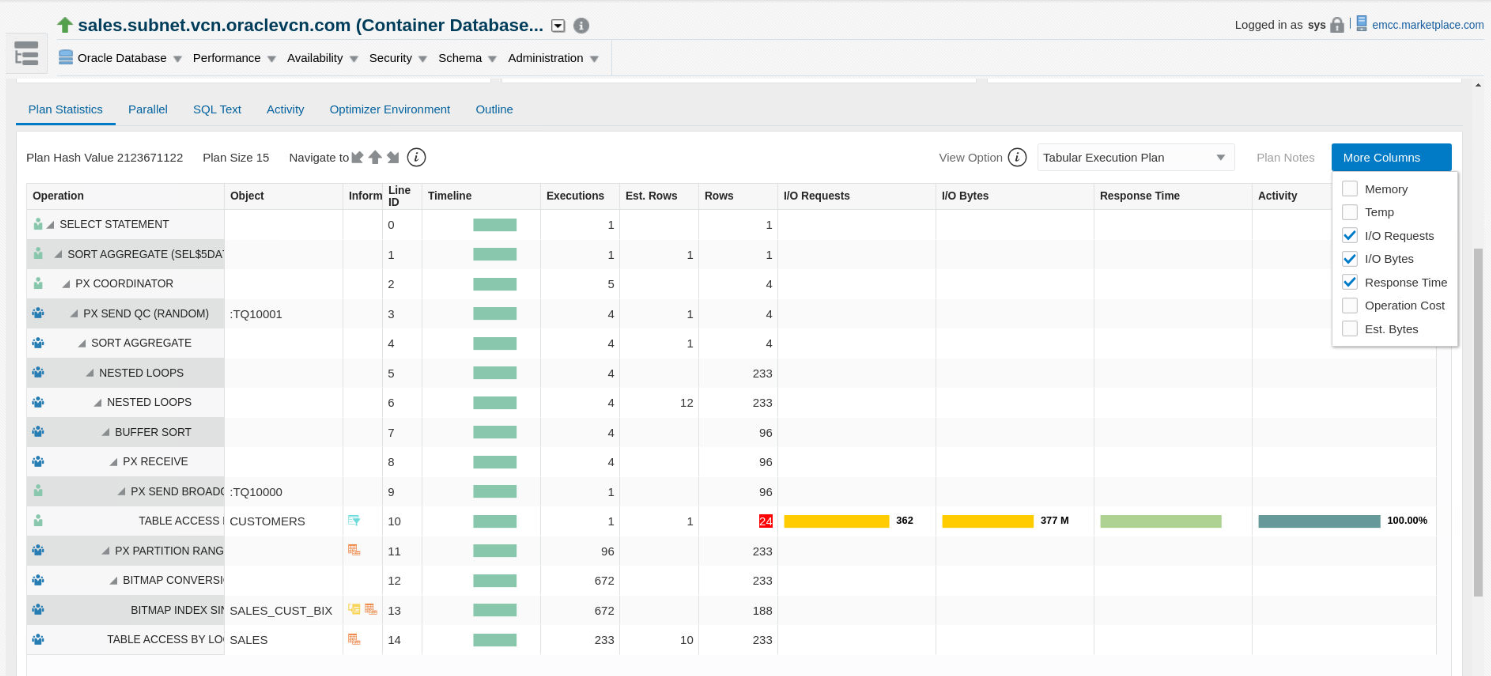 sales.subnet.vcn.oraclevcn.com (Container Database...
Logged in as sys
emcc.marketplace.com
Oracle Database
Performance
Availability
Security
Schema
Administration
Plan Statistics
Parallel
SQL Text
Activity
Optimizer Environment
Outline
Plan Hash Value 2123671122
Plan Size 15
Navigate to
View Option
Tabular Execution Plan
Plan Notes
More Columns
Memory
Temp
I/O Requests
I/O Bytes
Response Time
Operation Cost
Est. Bytes
Operation Object Inform Line ID Timeline Executions Est. Rows Rows I/O Requests I/O Bytes Response Time Activity
SELECT STATEMENT 0 1 1
SORT AGGREGATE (SEL$5DA 1 1 1 1
PX COORDINATOR 2 5 4
PX SEND QC (RANDOM) :TQ10001 3 4 1 4
SORT AGGREGATE 4 4 1 4
NESTED LOOPS 5 4 233
NESTED LOOPS 6 4 12 233
BUFFER SORT 7 4 96
PX RECEIVE 8 4 96
PX SEND BROADC :TQ10000 9 1 96
TABLE ACCESS CUSTOMERS 10 1 1 24 362 377 M 100.00%
PX PARTITION RANG 11 96 233
BITMAP CONVERSI 12 672 233
BITMAP INDEX SIN SALES_CUST_BIX 13 672 188
TABLE ACCESS BY LO SALES 14 233 10 233